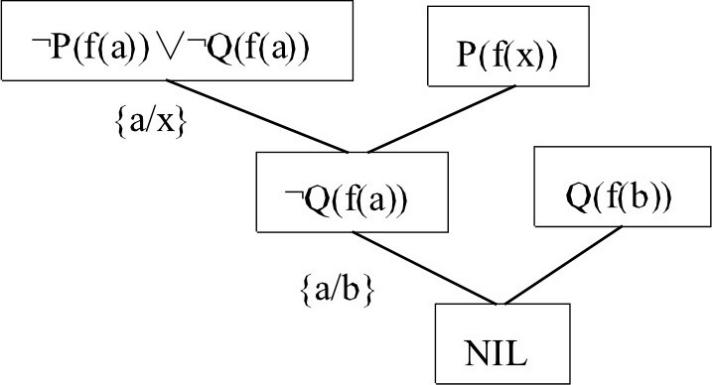 ¬P(f(a))∨¬Q(f(a))
P(f(x))
{a/x}
¬Q(f(a))
Q(f(b))
{a/b}
NIL